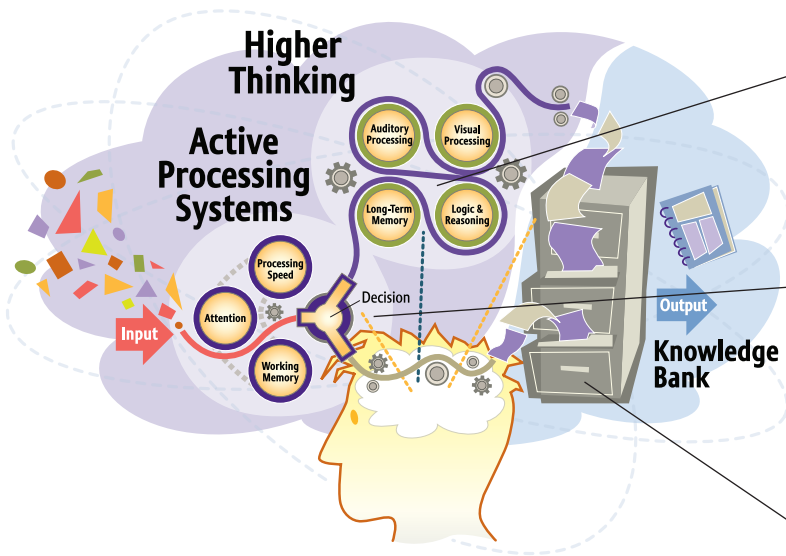 Higher
Thinking
Auditory
Processing
Visual
Processing
Active
Processing
Systems
Long-Term
Memory
Logic &
Reasoning
Processing
Speed
Decision
Attention
Input
Output
Working
Memory
Knowledge
Bank